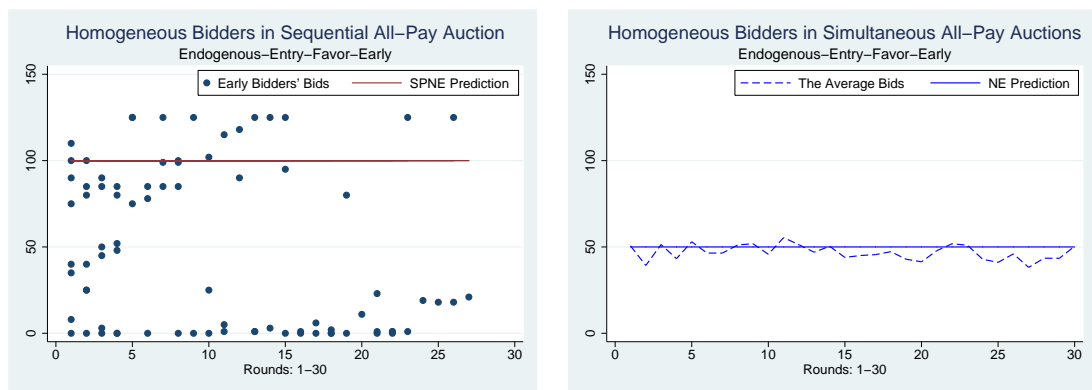 Homogeneous Bidders in Sequential All−Pay Auction
Endogenous−Entry−Favor−Early
Early Bidders' Bids SPNE Prediction
150
100
50
0
0 5 10 15 20 25 30
Rounds: 1−30
Homogeneous Bidders in Simultaneous All−Pay Auctions
Endogenous−Entry−Favor−Early
The Average Bids NE Prediction
150
100
50
0
0 5 10 15 20 25 30
Rounds: 1−30